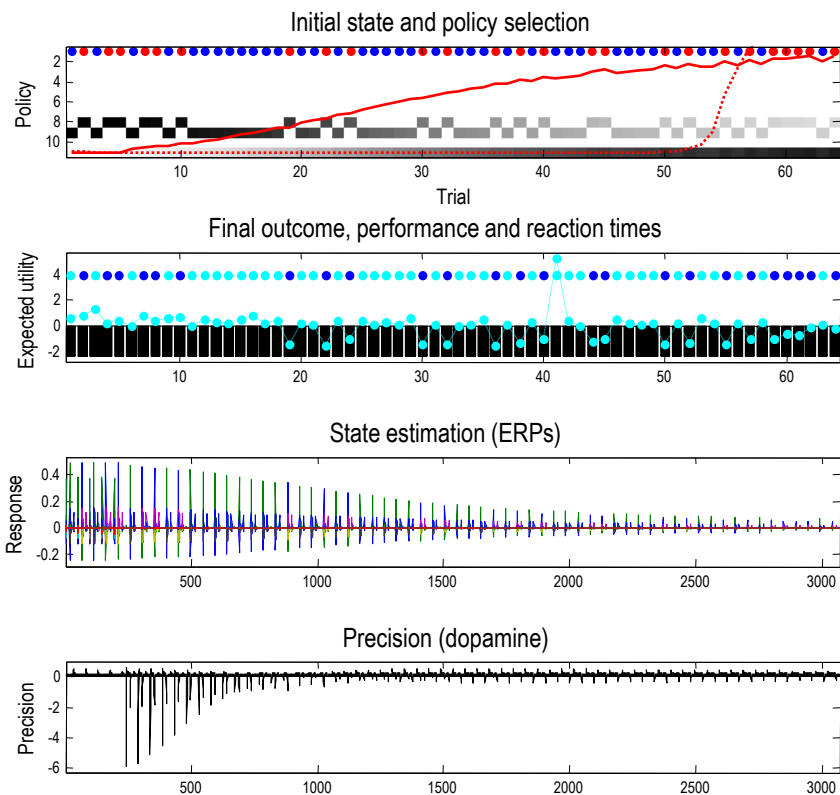 Initial state and policy selection
Policy
2
4
6
8
10
10 20 30 40 50 60
Trial
Final outcome, performance and reaction times
Expected utility
4
2
0
-2
10 20 30 40 50 60
State estimation (ERPs)
Response
0.4
0.2
0
-0.2
500 1000 1500 2000 2500 3000
Precision (dopamine)
Precision
0
-2
-4
-6
500 1000 1500 2000 2500 3000